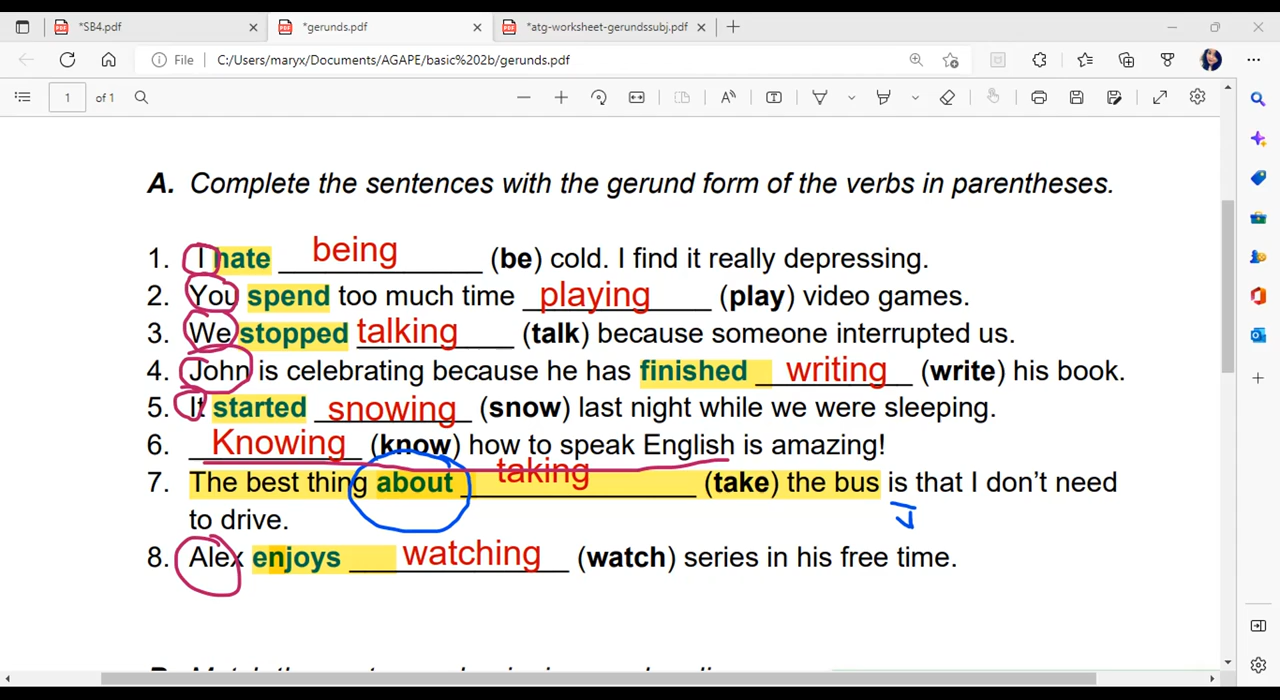 *SB4.pdf
*gerunds.pdf
*atg-worksheet-gerundssubj.pdf
File C:/Users/maryx/Documents/AGAPE/basic%202b/gerunds.pdf
1 of 1
A. Complete the sentences with the gerund form of the verbs in parentheses.
1. I hate being (be) cold. I find it really depressing.
2. You spend too much time playing (play) video games.
3. We stopped talking (talk) because someone interrupted us.
4. John is celebrating because he has finished writing (write) his book.
5. It started snowing (snow) last night while we were sleeping.
6. Knowing (know) how to speak English is amazing!
7. The best thing about taking (take) the bus is that I don't need
to drive.
V
8. Alex enjoys watching (watch) series in his free time.